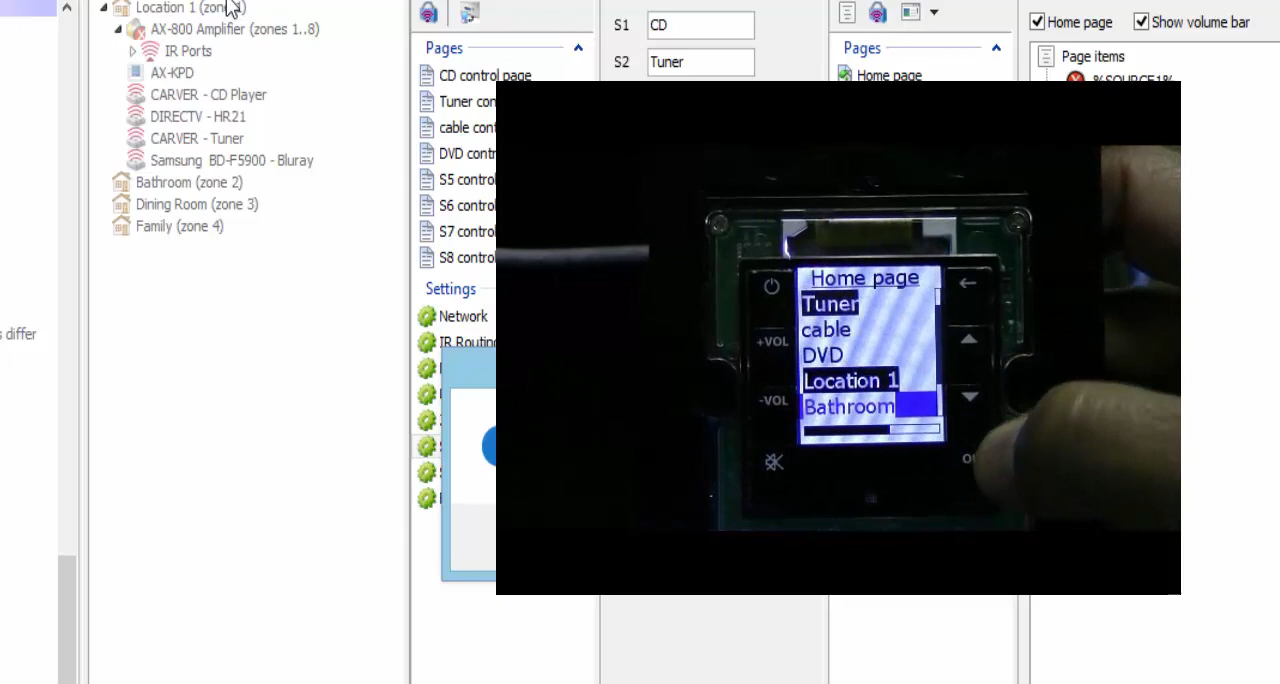 Location 1 (zone 1)
AX-800 Amplifier (zones 1..8)
IR Ports
AX-KPD
CARVER - CD Player
DIRECTV - HR21
CARVER - Tuner
Samsung BD-F5900 - Bluray
Bathroom (zone 2)
Dining Room (zone 3)
Family (zone 4)
s differ
Pages
CD control page
Tuner con
cable cont
DVD contr
S5 control
S6 control
S7 control
S8 control
Settings
Network
IR Routin
S1 CD
S2 Tuner
Pages
Home page
Home page
Show volume bar
Page items
%SOURCE1%
Home page
Tuner
cable
DVD
Location 1
Bathroom
+VOL
-VOL